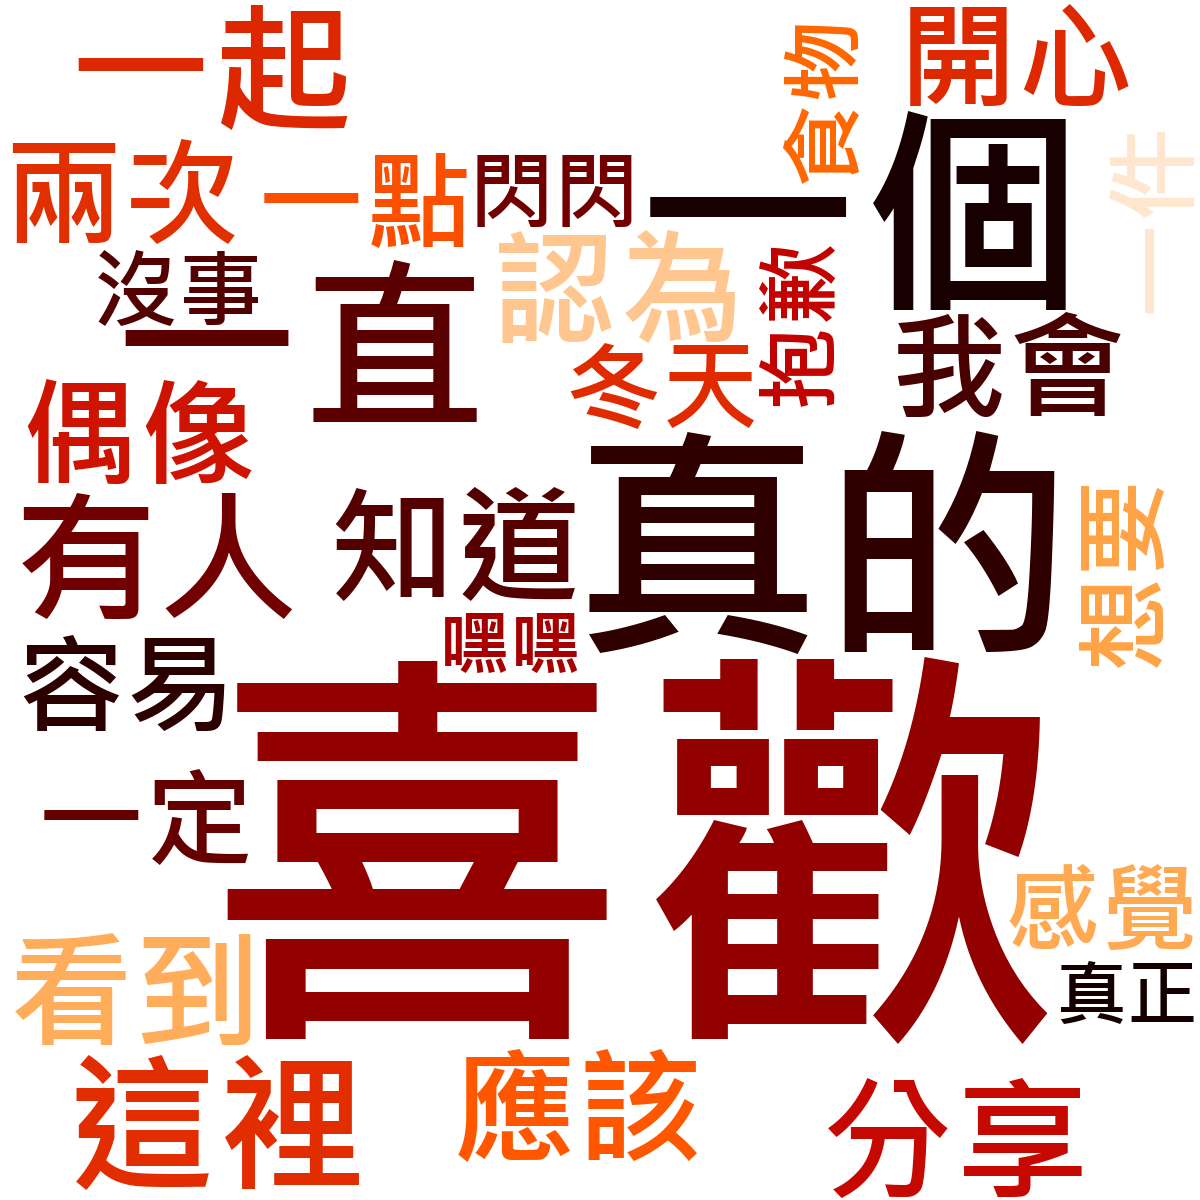 一起
食物
開心
兩次
一點
閃閃
一個
一件
沒事
一直
認為
抱歉
我會
冬天
偶像
有人
知道
真的
想要
嘿嘿
容易
喜歡
一定
感覺
看到
真正
這裡
應該
分享